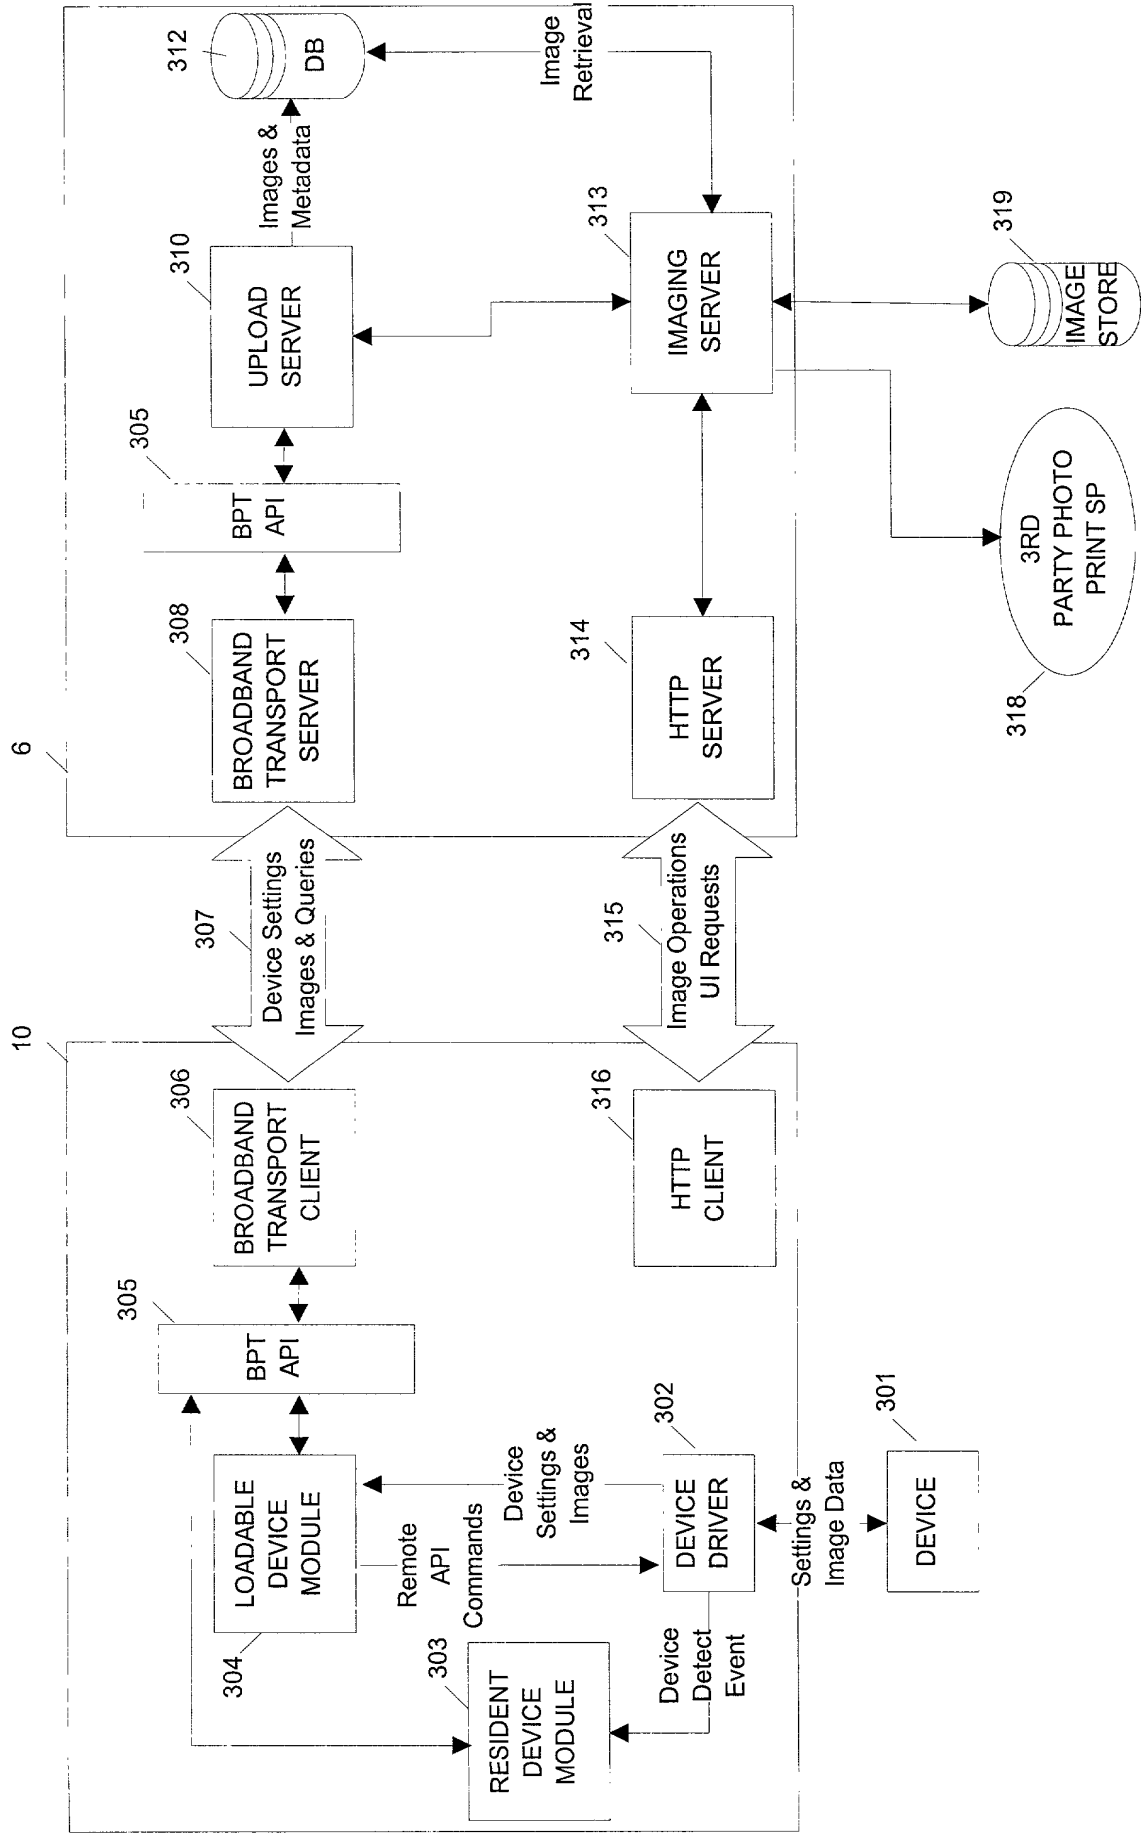 10
6
303
RESIDENT
DEVICE
MODULE
304
LOADABLE
DEVICE
MODULE
305
BPT
API
306
BROADBAND
TRANSPORT
CLIENT
307
Device Settings
Images & Queries
308
BROADBAND
TRANSPORT
SERVER
305
BPT
API
310
UPLOAD
SERVER
Images &
Metadata
312
DB
Remote
API
Commands
Device
Settings &
Images
Device
Detect
Event
302
DEVICE
DRIVER
316
HTTP
CLIENT
315
Image Operations
UI Requests
314
HTTP
SERVER
313
IMAGING
SERVER
Image
Retrieval
Settings &
Image Data
301
DEVICE
318
3RD
PARTY PHOTO
PRINT SP
319
IMAGE
STORE